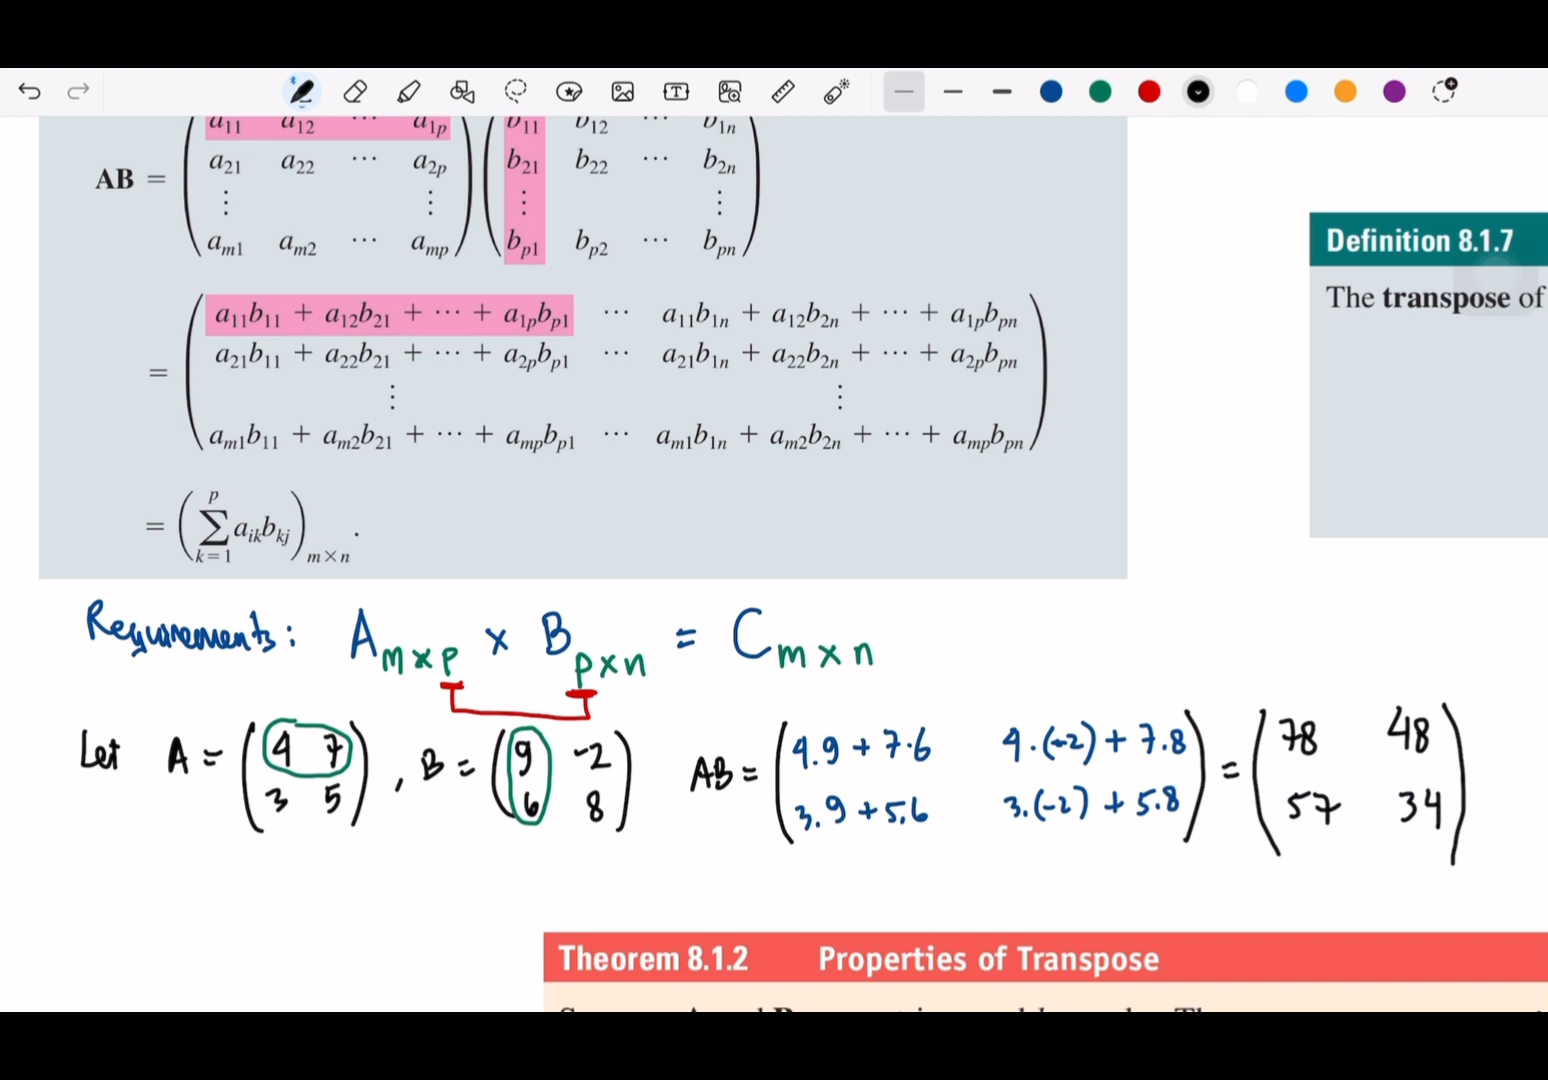 a11 a12 ⋯ a1p b11 b12 ⋯ b1n
AB = a21 a22 ⋯ a2p b21 b22 ⋯ b2n
⋮ ⋮ ⋮ ⋮
am1 am2 ⋯ amp bp1 bp2 ⋯ bpn
a11b11 + a12b21 + ⋯ + a1pbp1 ⋯ a11b1n + a12b2n + ⋯ + a1pbpn
= a21b11 + a22b21 + ⋯ + a2pbp1 ⋯ a21b1n + a22b2n + ⋯ + a2pbpn
⋮ ⋮
am1b11 + am2b21 + ⋯ + ampbp1 ⋯ am1b1n + am2b2n + ⋯ + ampbpn
= (∑ p k=1 aikbkj) m×n.
Definition 8.1.7
The transpose of
Requirements: A m×p × B p×n = C m×n
Let A = (4 7 3 5), B = (9 -2 6 8) AB = (4.9 + 7·6 4·(-2) + 7.8 3.9 + 5.6 3.(-2) + 5.8) = (78 48 57 34)
Theorem 8.1.2 Properties of Transpose